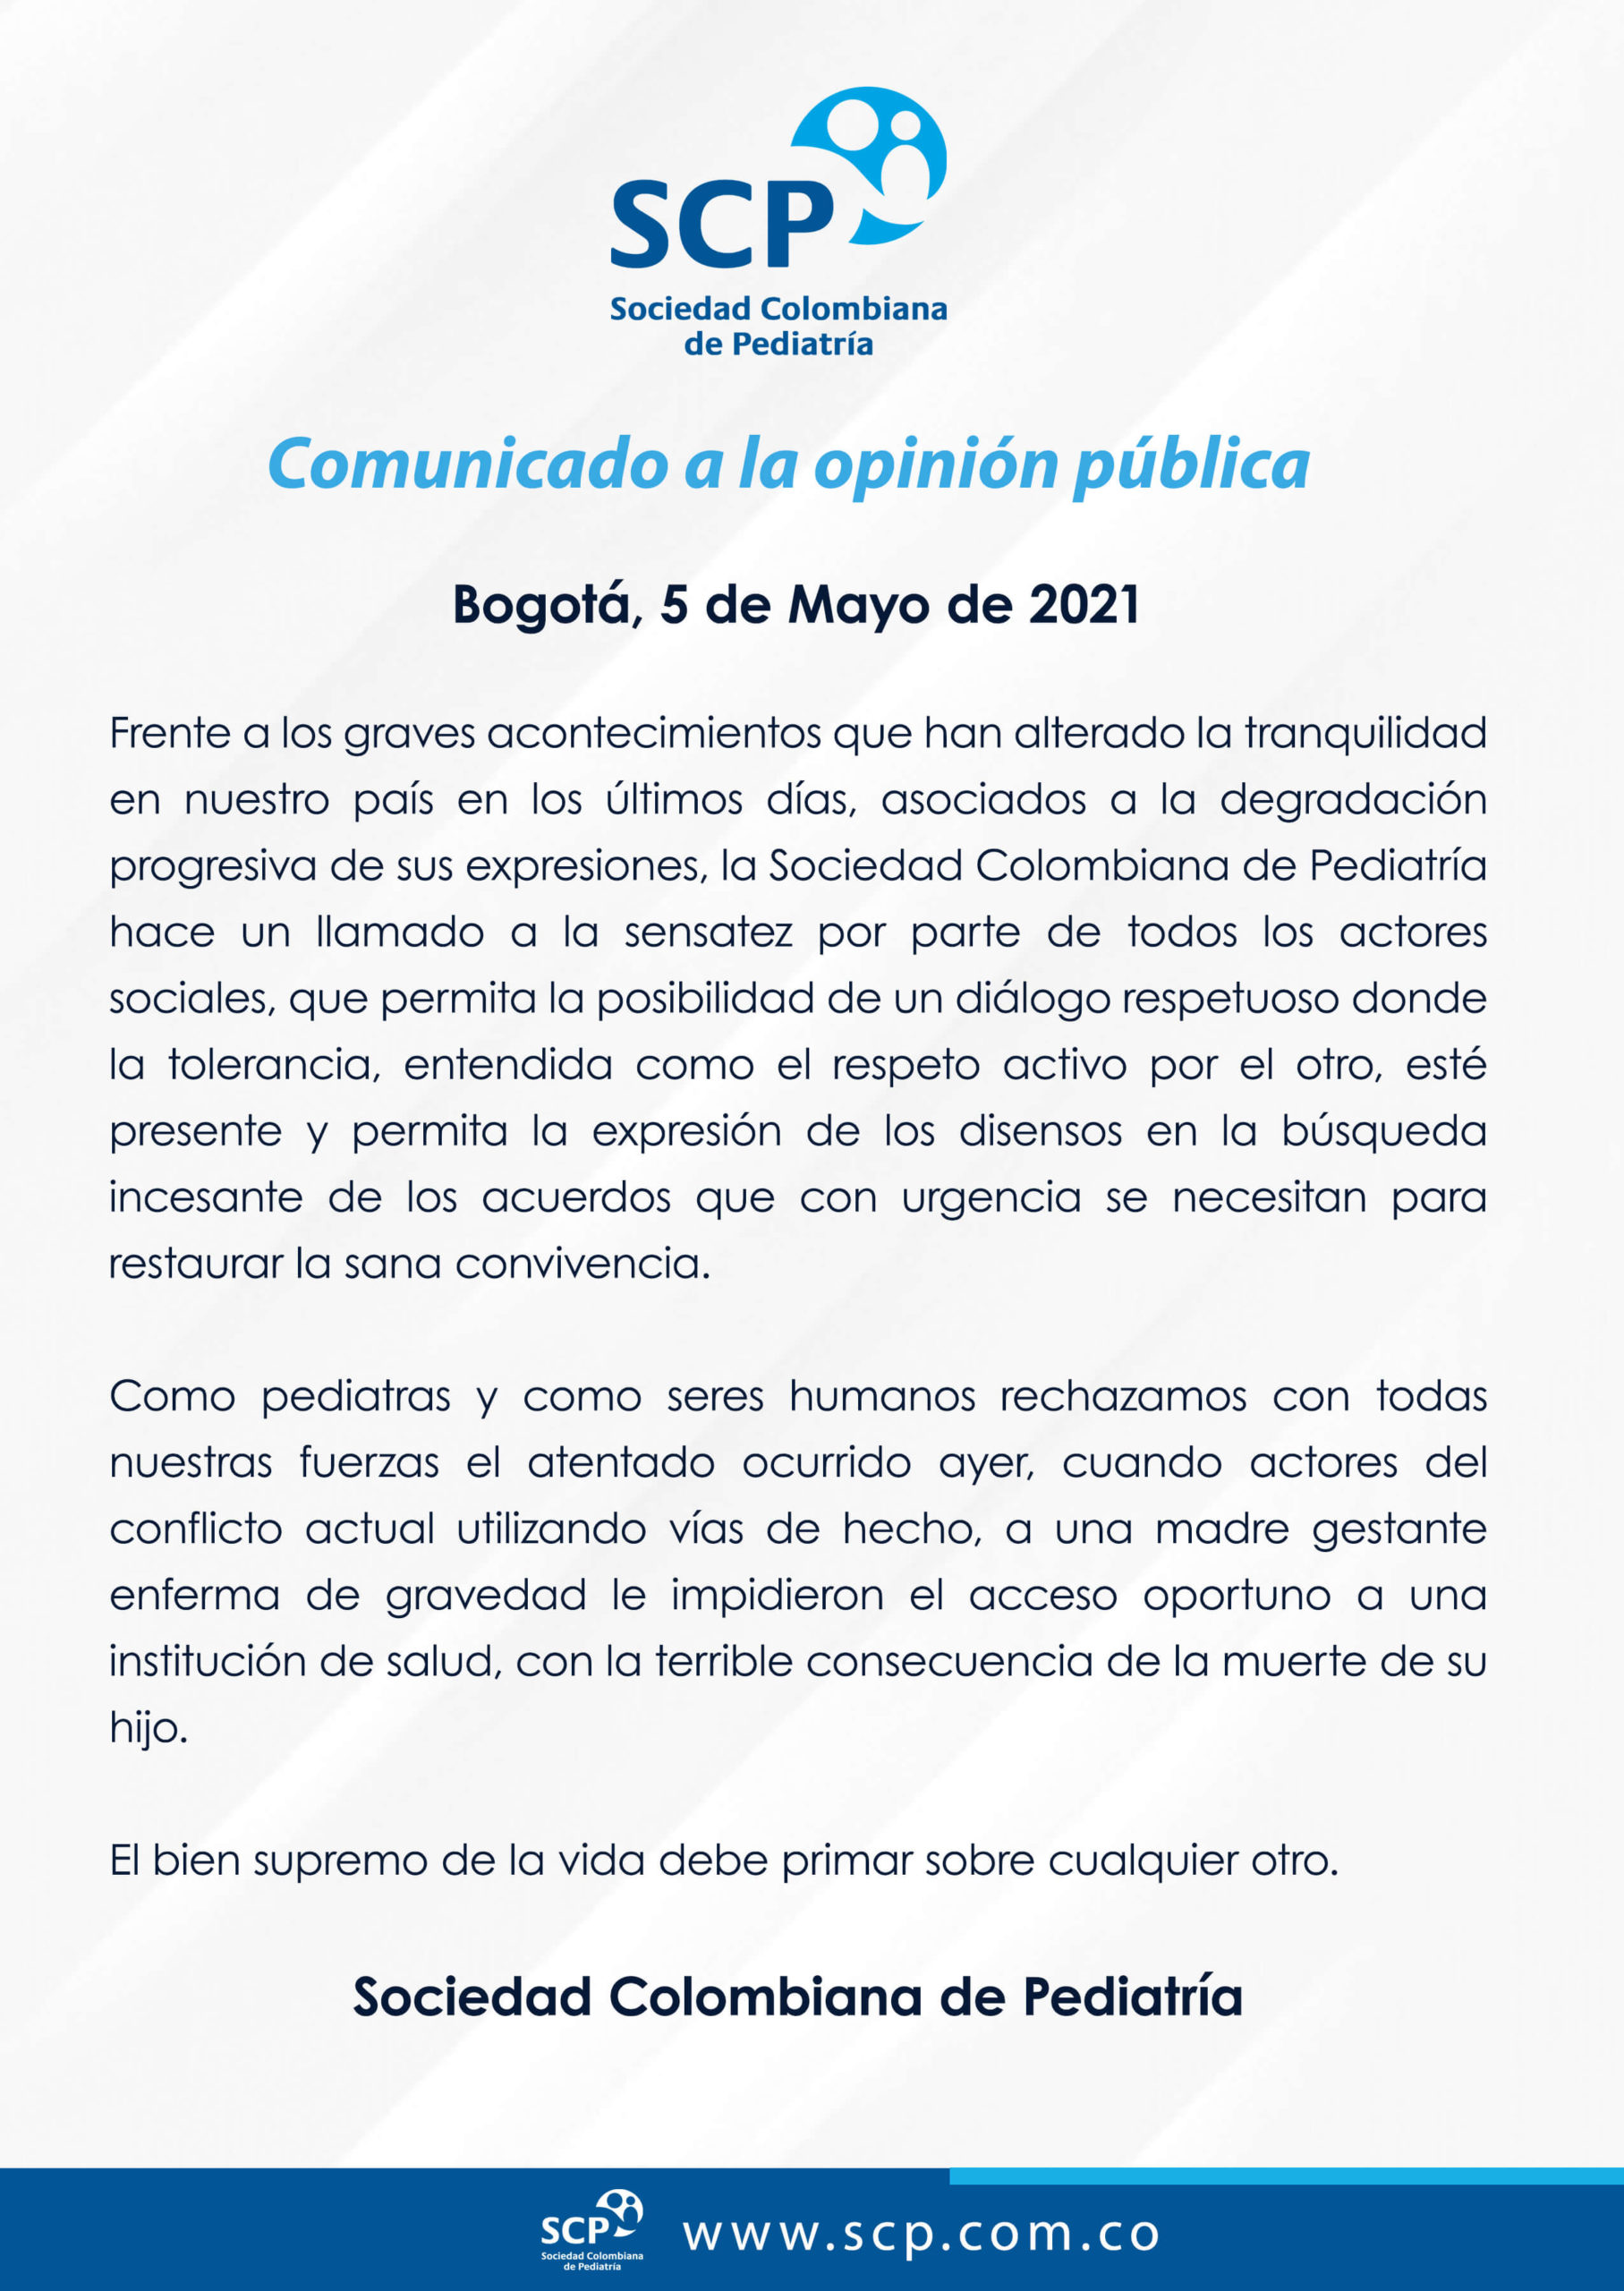 SCP
Sociedad Colombiana
de Pediatría
Comunicado a la opinión pública
Bogotá, 5 de Mayo de 2021
Frente a los graves acontecimientos que han alterado la tranquilidad
en nuestro país en los últimos días, asociados a la degradación
progresiva de sus expresiones, la Sociedad Colombiana de Pediatría
hace un llamado a la sensatez por parte de todos los actores
sociales, que permita la posibilidad de un diálogo respetuoso donde
la tolerancia, entendida como el respeto activo por el otro, esté
presente y permita la expresión de los disensos en la búsqueda
incesante de los acuerdos que con urgencia se necesitan para
restaurar la sana convivencia.
Como pediatras y como seres humanos rechazamos con todas
nuestras fuerzas el atentado ocurrido ayer, cuando actores del
conflicto actual utilizando vías de hecho, a una madre gestante
enferma de gravedad le impidieron el acceso oportuno a una
institución de salud, con la terrible consecuencia de la muerte de su
hijo.
El bien supremo de la vida debe primar sobre cualquier otro.
Sociedad Colombiana de Pediatría
SCP
Sociedad Colombiana
de Pediatría
www.scp.com.co